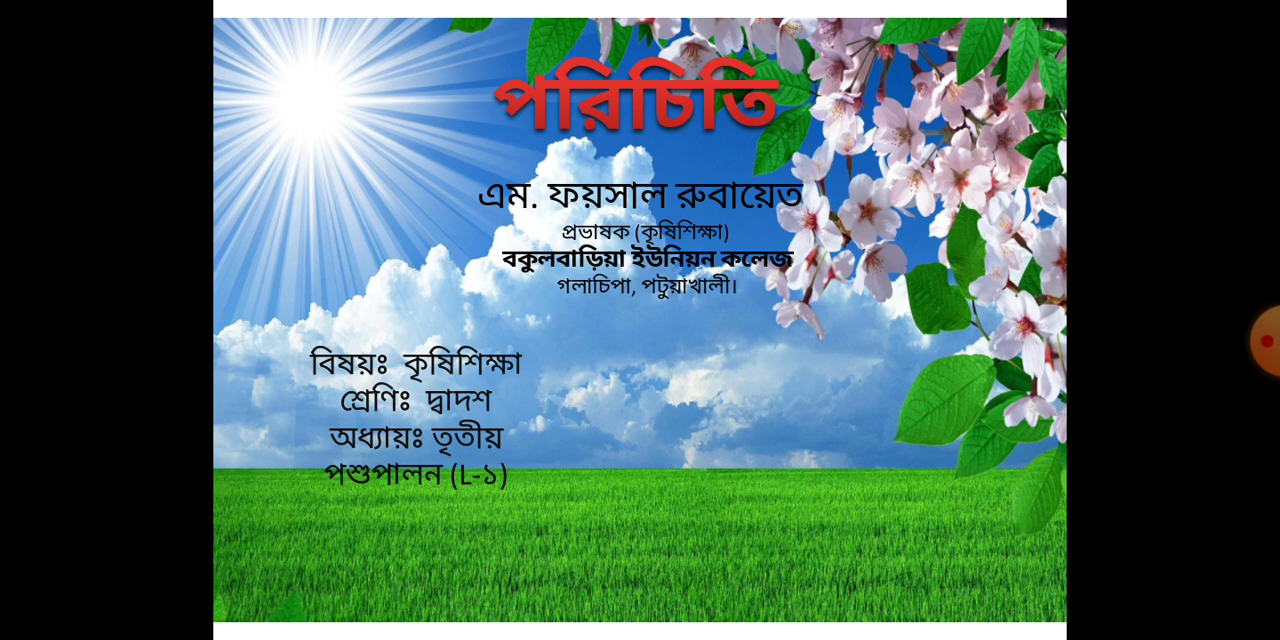 পরিচিতি
এম. ফয়সাল রুবায়েত
প্রভাষক (কৃষিশিক্ষা)
বকুলবাড়িয়া ইউনিয়ন কলেজ
গলাচিপা, পটুয়াখালী।
বিষয়ঃ কৃষিশিক্ষা
শ্রেণিঃ দ্বাদশ
অধ্যায়ঃ তৃতীয়
পশুপালন (L-১)